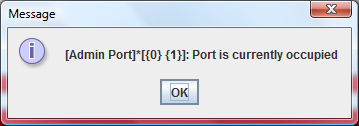 Message
[Admin Port]*[{0} {1}]: Port is currently occupied
OK